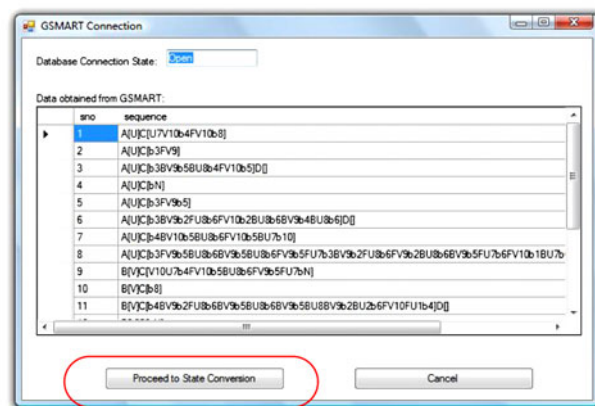 GSMART Connection
Database Connection State: Open
Data obtained from GSMART:
sno sequence
1 A[U]C[U7V10b4FV10b8]
2 A[U]C[b3FV9]
3 A[U]C[b3BV9b5BU8b4FV10b5]D[]
4 A[U]C[bN]
5 A[U]C[b3FV9b5]
6 A[U]C[b3BV9b2FU8b6FV10b2BU8b6BV9b4BU8b6]D[]
7 A[U]C[b4BV10b5BU8b6FV10b5BU7b10]
8 A[U]C[b3FV9b5BU8b6BV9b5BU8b6FV9b5FU7b3BV9b2FU8b6FV9b2BU8b6BV9b5FU7b6FV10b1BU7b
9 B[V]C[V10U7b4FV10b5BU8b6FV9b5FU7bN]
10 B[V]C[b8]
11 B[V]C[b4BV9b2FU8b6BV9b5BU8b6BV9b5BU8BV9b2BU2b6FV10FU1b4]D[]
Proceed to State Conversion Cancel